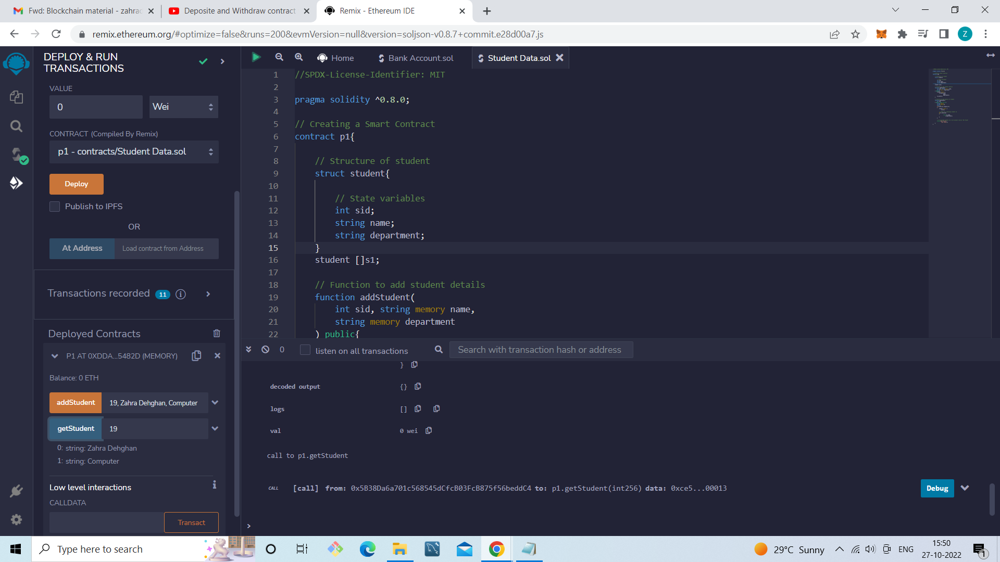 Fwd: Blockchain material - zahrad
Deposite and Withdraw contract
Remix - Ethereum IDE
remix.ethereum.org/#optimize=false&runs=200&evmVersion=null&version=soljson-v0.8.7+commit.e28d00a7.js
Z
DEPLOY & RUN
TRANSACTIONS
VALUE
0
Wei
CONTRACT (Compiled By Remix)
p1 - contracts/Student Data.sol
Deploy
Publish to IPFS
OR
At Address
Load contract from Address
Transactions recorded 11
Deployed Contracts
P1 AT 0XDDA...5482D (MEMORY)
Balance: 0 ETH
addStudent
19, Zahra Dehghan, Computer
getStudent
19
0: string: Zahra Dehghan
1: string: Computer
Low level interactions
CALLDATA
Transact
Home
Bank Account.sol
Student Data.sol
1 //SPDX-License-Identifier: MIT
2
3 pragma solidity ^0.8.0;
4
5 // Creating a Smart Contract
6 contract p1{
7
8 // Structure of student
9 struct student{
10
11 // State variables
12 int sid;
13 string name;
14 string department;
15 }
16 student []s1;
17
18 // Function to add student details
19 function addStudent(
20 int sid, string memory name,
21 string memory department
22 ) public{
0
listen on all transactions
Search with transaction hash or address
}
decoded output {}
logs []
val 0 wei
call to p1.getStudent
CALL [call] from: 0x5B38Da6a701c568545dCfcB03FcB875f56beddC4 to: p1.getStudent(int256) data: 0xce5...00013
Debug
>
Type here to search
29°C Sunny
ENG
15:50
27-10-2022
1